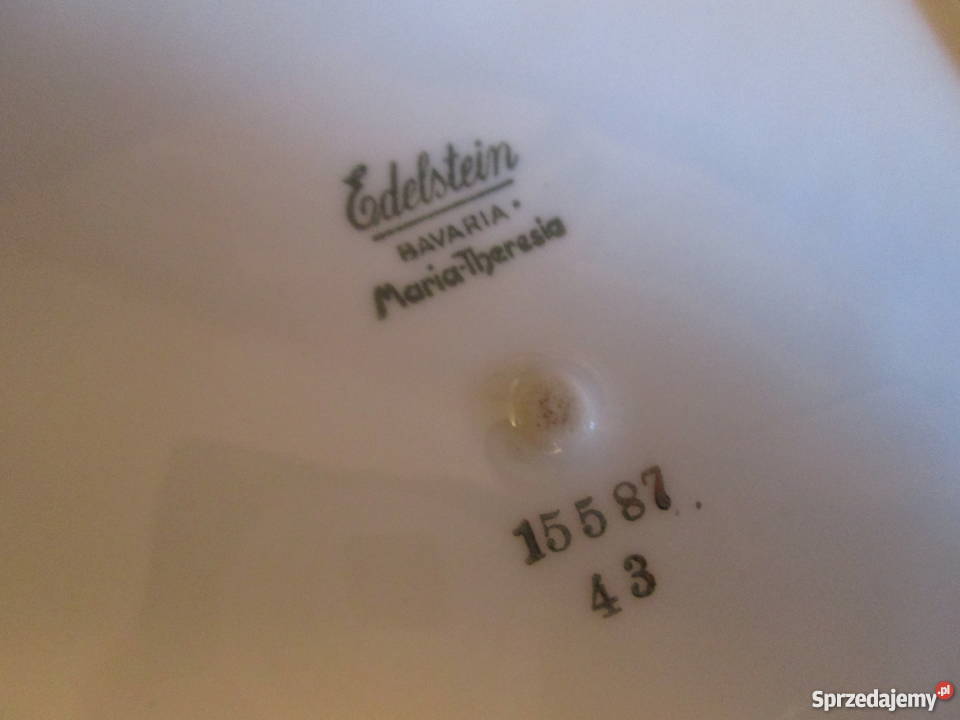 Edelstein
BAVARIA.
Maria-Theresia
15587.
43
Sprzedajemy.pl